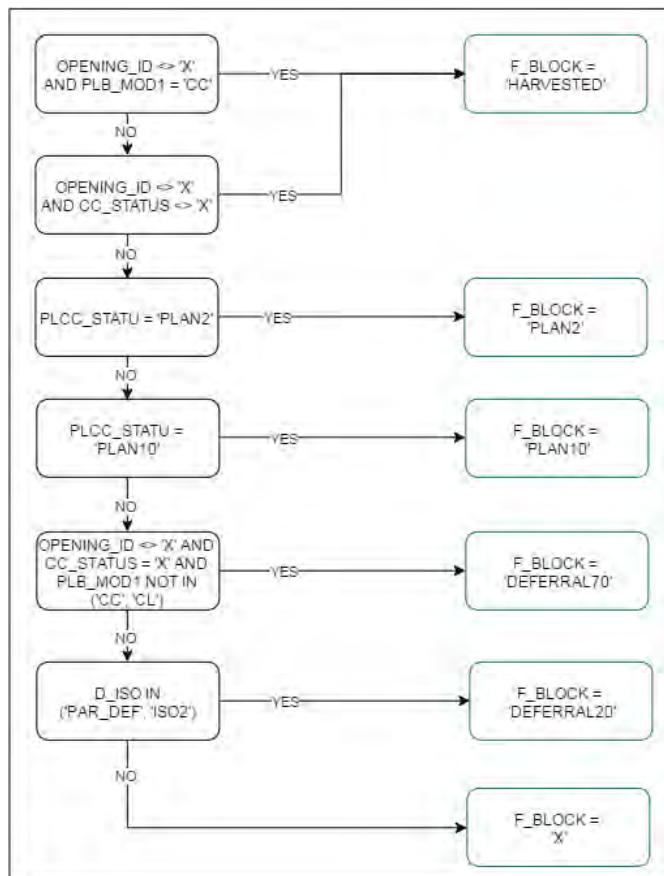 OPENING_ID <> 'X'
AND PLB_MOD1 = 'CC'
YES
F_BLOCK =
'HARVESTED'
NO
OPENING_ID <> 'X'
AND CC_STATUS <> 'X'
YES
NO
PLCC_STATU = 'PLAN2'
YES
F_BLOCK =
'PLAN2'
NO
PLCC_STATU =
'PLAN10'
YES
F_BLOCK =
'PLAN10'
NO
OPENING_ID <> 'X' AND
CC_STATUS = 'X' AND
PLB_MOD1 NOT IN
('CC', 'CL')
YES
F_BLOCK =
'DEFERRAL70'
NO
D_ISO IN
('PAR_DEF', 'ISO2')
YES
F_BLOCK =
'DEFERRAL20'
NO
F_BLOCK =
'X'